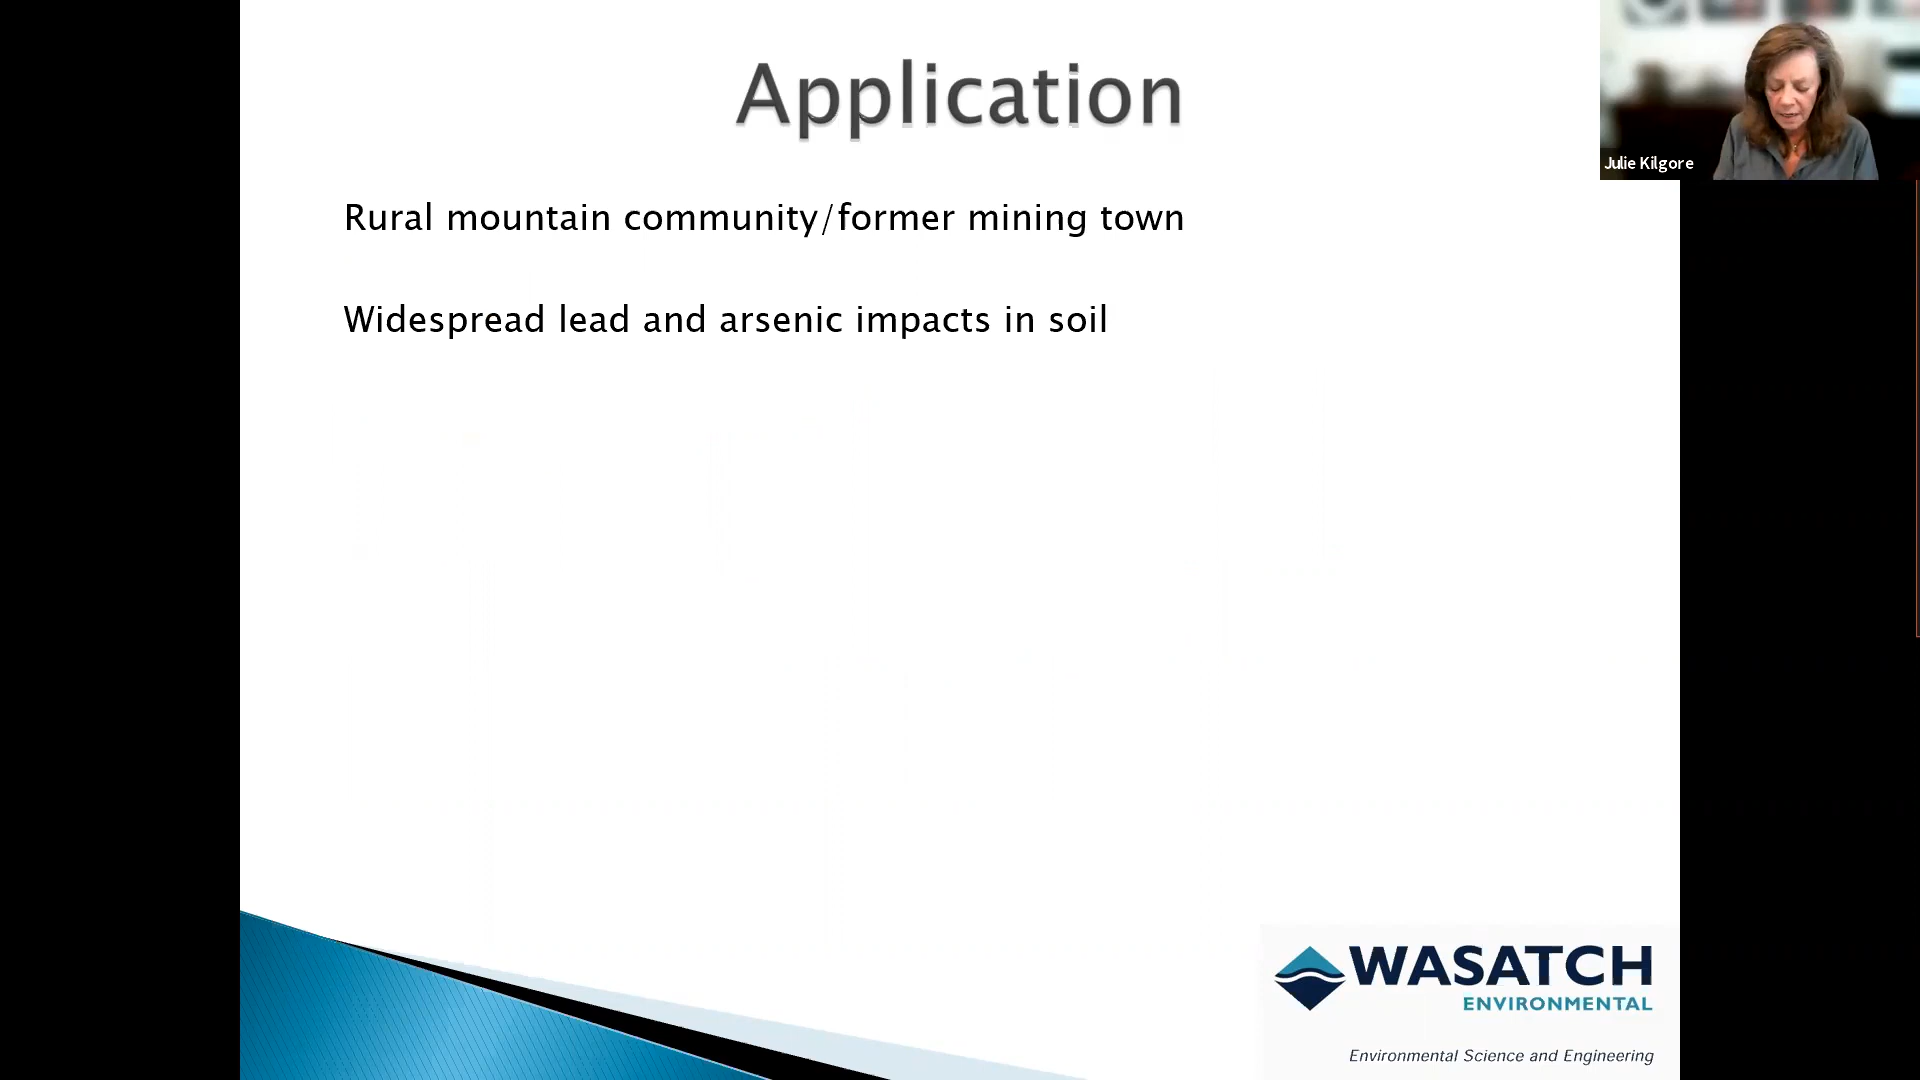 Application
Julie Kilgore
Rural mountain community/former mining town
Widespread lead and arsenic impacts in soil
WASATCH
ENVIRONMENTAL
Environmental Science and Engineering